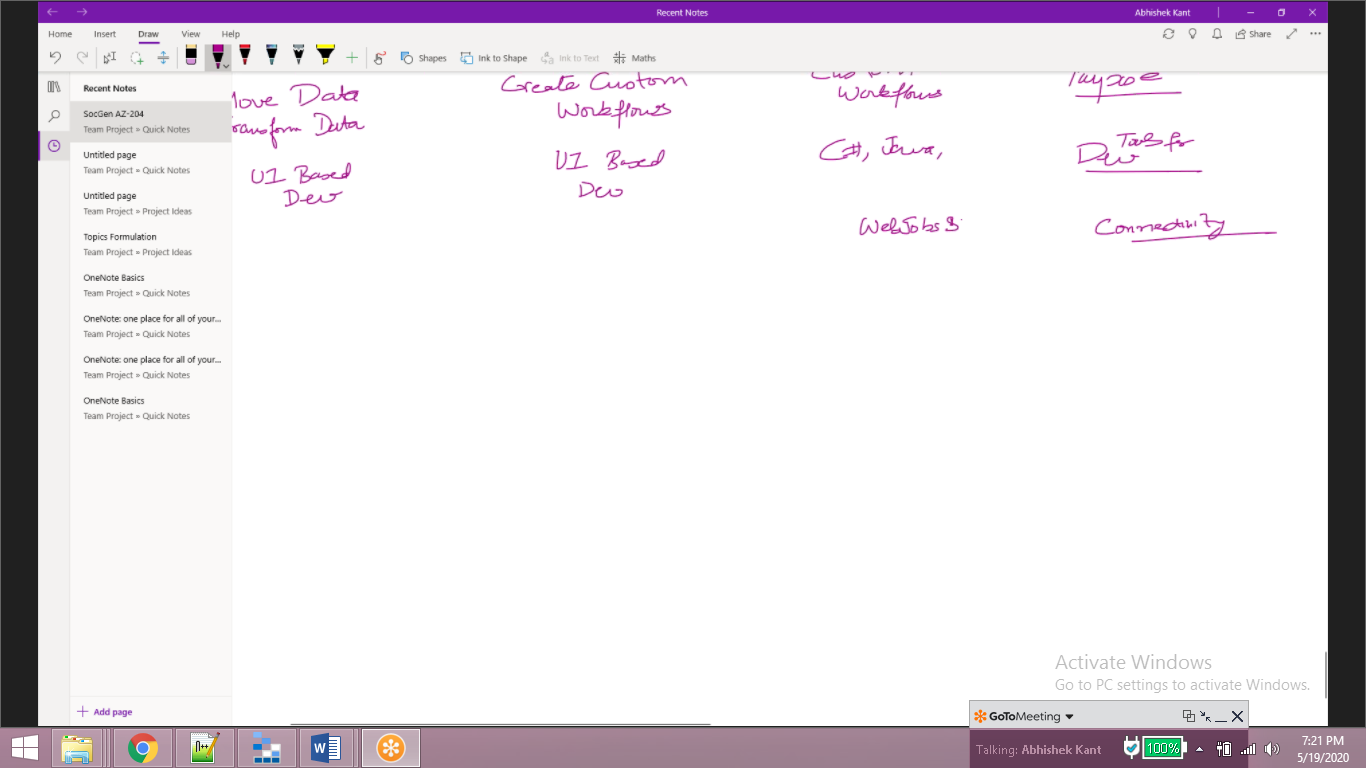 Recent Notes
Abhishek Kant
Home Insert Draw View Help
Share
Shapes Ink to Shape Ink to Text Maths
Recent Notes
SocGen AZ-204
Team Project » Quick Notes
Untitled page
Team Project » Quick Notes
Untitled page
Team Project » Project Ideas
Topics Formulation
Team Project » Project Ideas
OneNote Basics
Team Project » Quick Notes
OneNote: one place for all of your...
Team Project » Quick Notes
OneNote: one place for all of your...
Team Project » Quick Notes
OneNote Basics
Team Project » Quick Notes
Add page
Move Data
Transform Data
UI Based
Dev
Create Custom
Workflows
UI Based
Dev
Workflows
C#, Java,
WebJobs
Purpose
Tools for
Dev
Connectivity
Activate Windows
Go to PC settings to activate Windows.
GoToMeeting
Talking: Abhishek Kant
100%
7:21 PM
5/19/2020